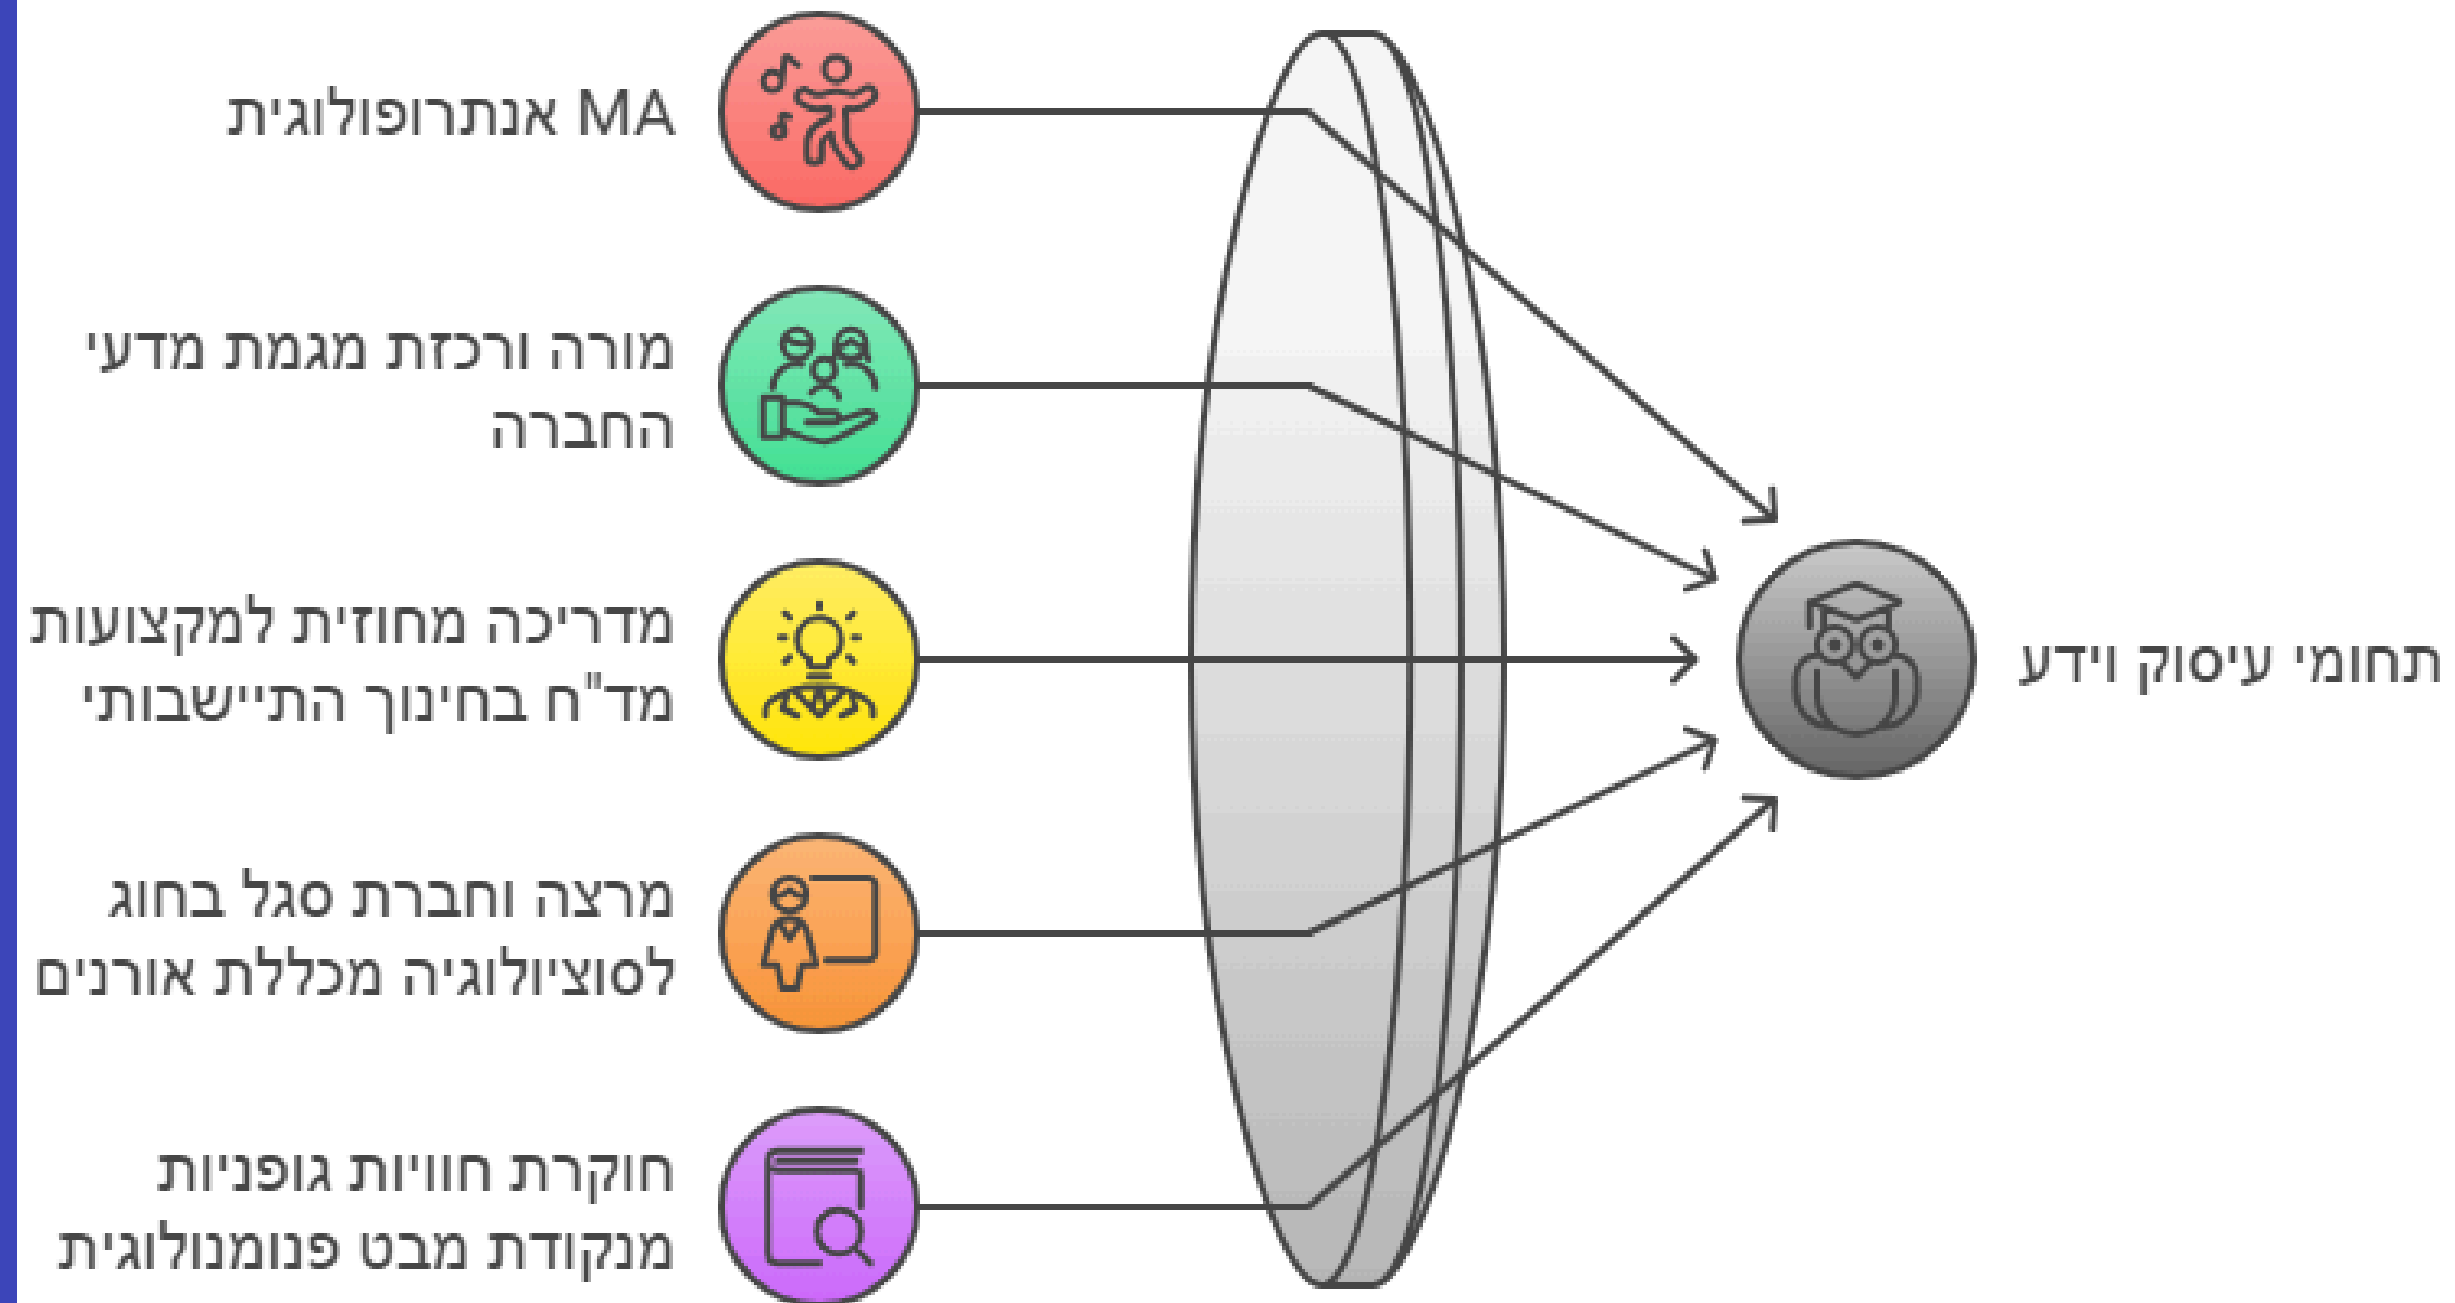 MA אנתרופולוגית
מורה ורכזת מגמת מדעי
החברה
מדריכה מחוזית למקצועות
מד"ח בחינוך התיישבותי
מרצה וחברת סגל בחוג
לסוציולוגיה מכללת אורנים
חוקרת חוויות גופניות
מנקודת מבט פנומנולוגית
תחומי עיסוק וידע